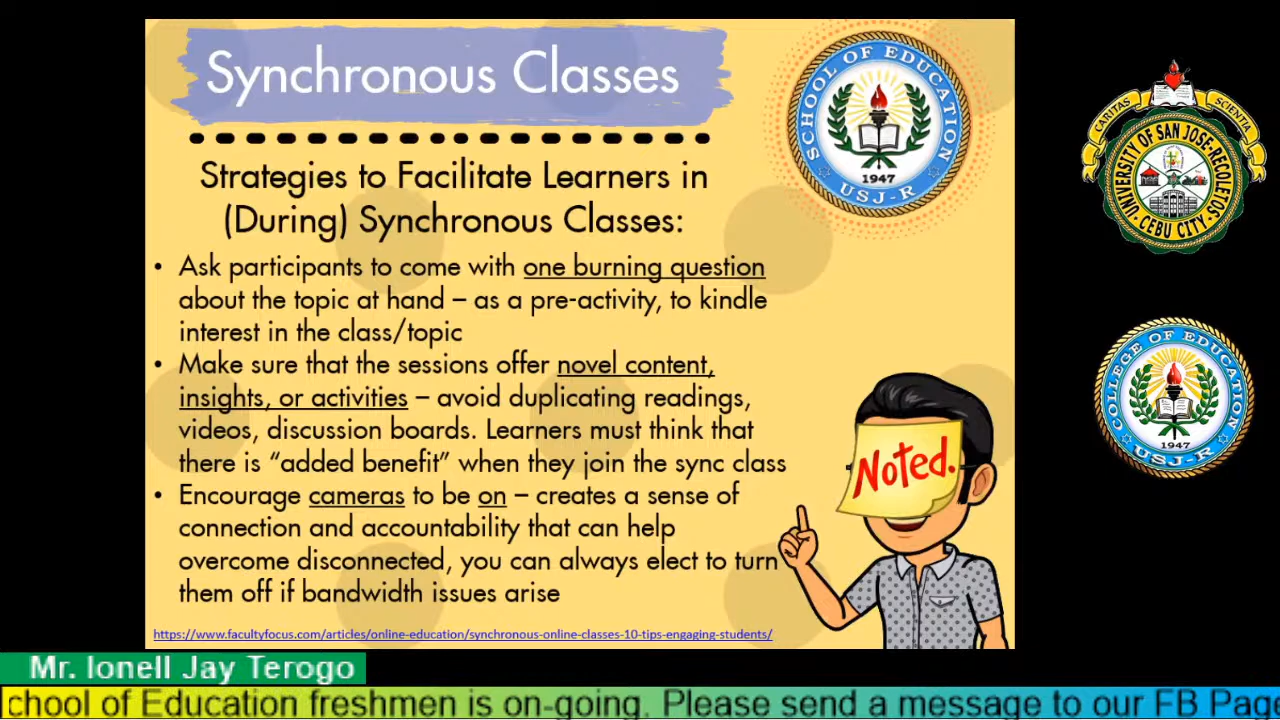 Synchronous Classes
Strategies to Facilitate Learners in
(During) Synchronous Classes:
• Ask participants to come with one burning question
about the topic at hand – as a pre-activity, to kindle
interest in the class/topic
• Make sure that the sessions offer novel content,
insights, or activities – avoid duplicating readings,
videos, discussion boards. Learners must think that
there is “added benefit” when they join the sync class
• Encourage cameras to be on – creates a sense of
connection and accountability that can help
overcome disconnected, you can always elect to turn
them off if bandwidth issues arise
https://www.facultyfocus.com/articles/online-education/synchronous-online-classes-10-tips-engaging-students/
SCHOOL OF EDUCATION
1947
USJ-R
Noted.
CARITAS
SCIENTIA
UNIVERSITY OF SAN JOSE-RECOLETOS
CEBU CITY
COLLEGE OF EDUCATION
1947
USJ-R
Mr. Ionell Jay Terogo
chool of Education freshmen is on-going. Please send a message to our FB Page